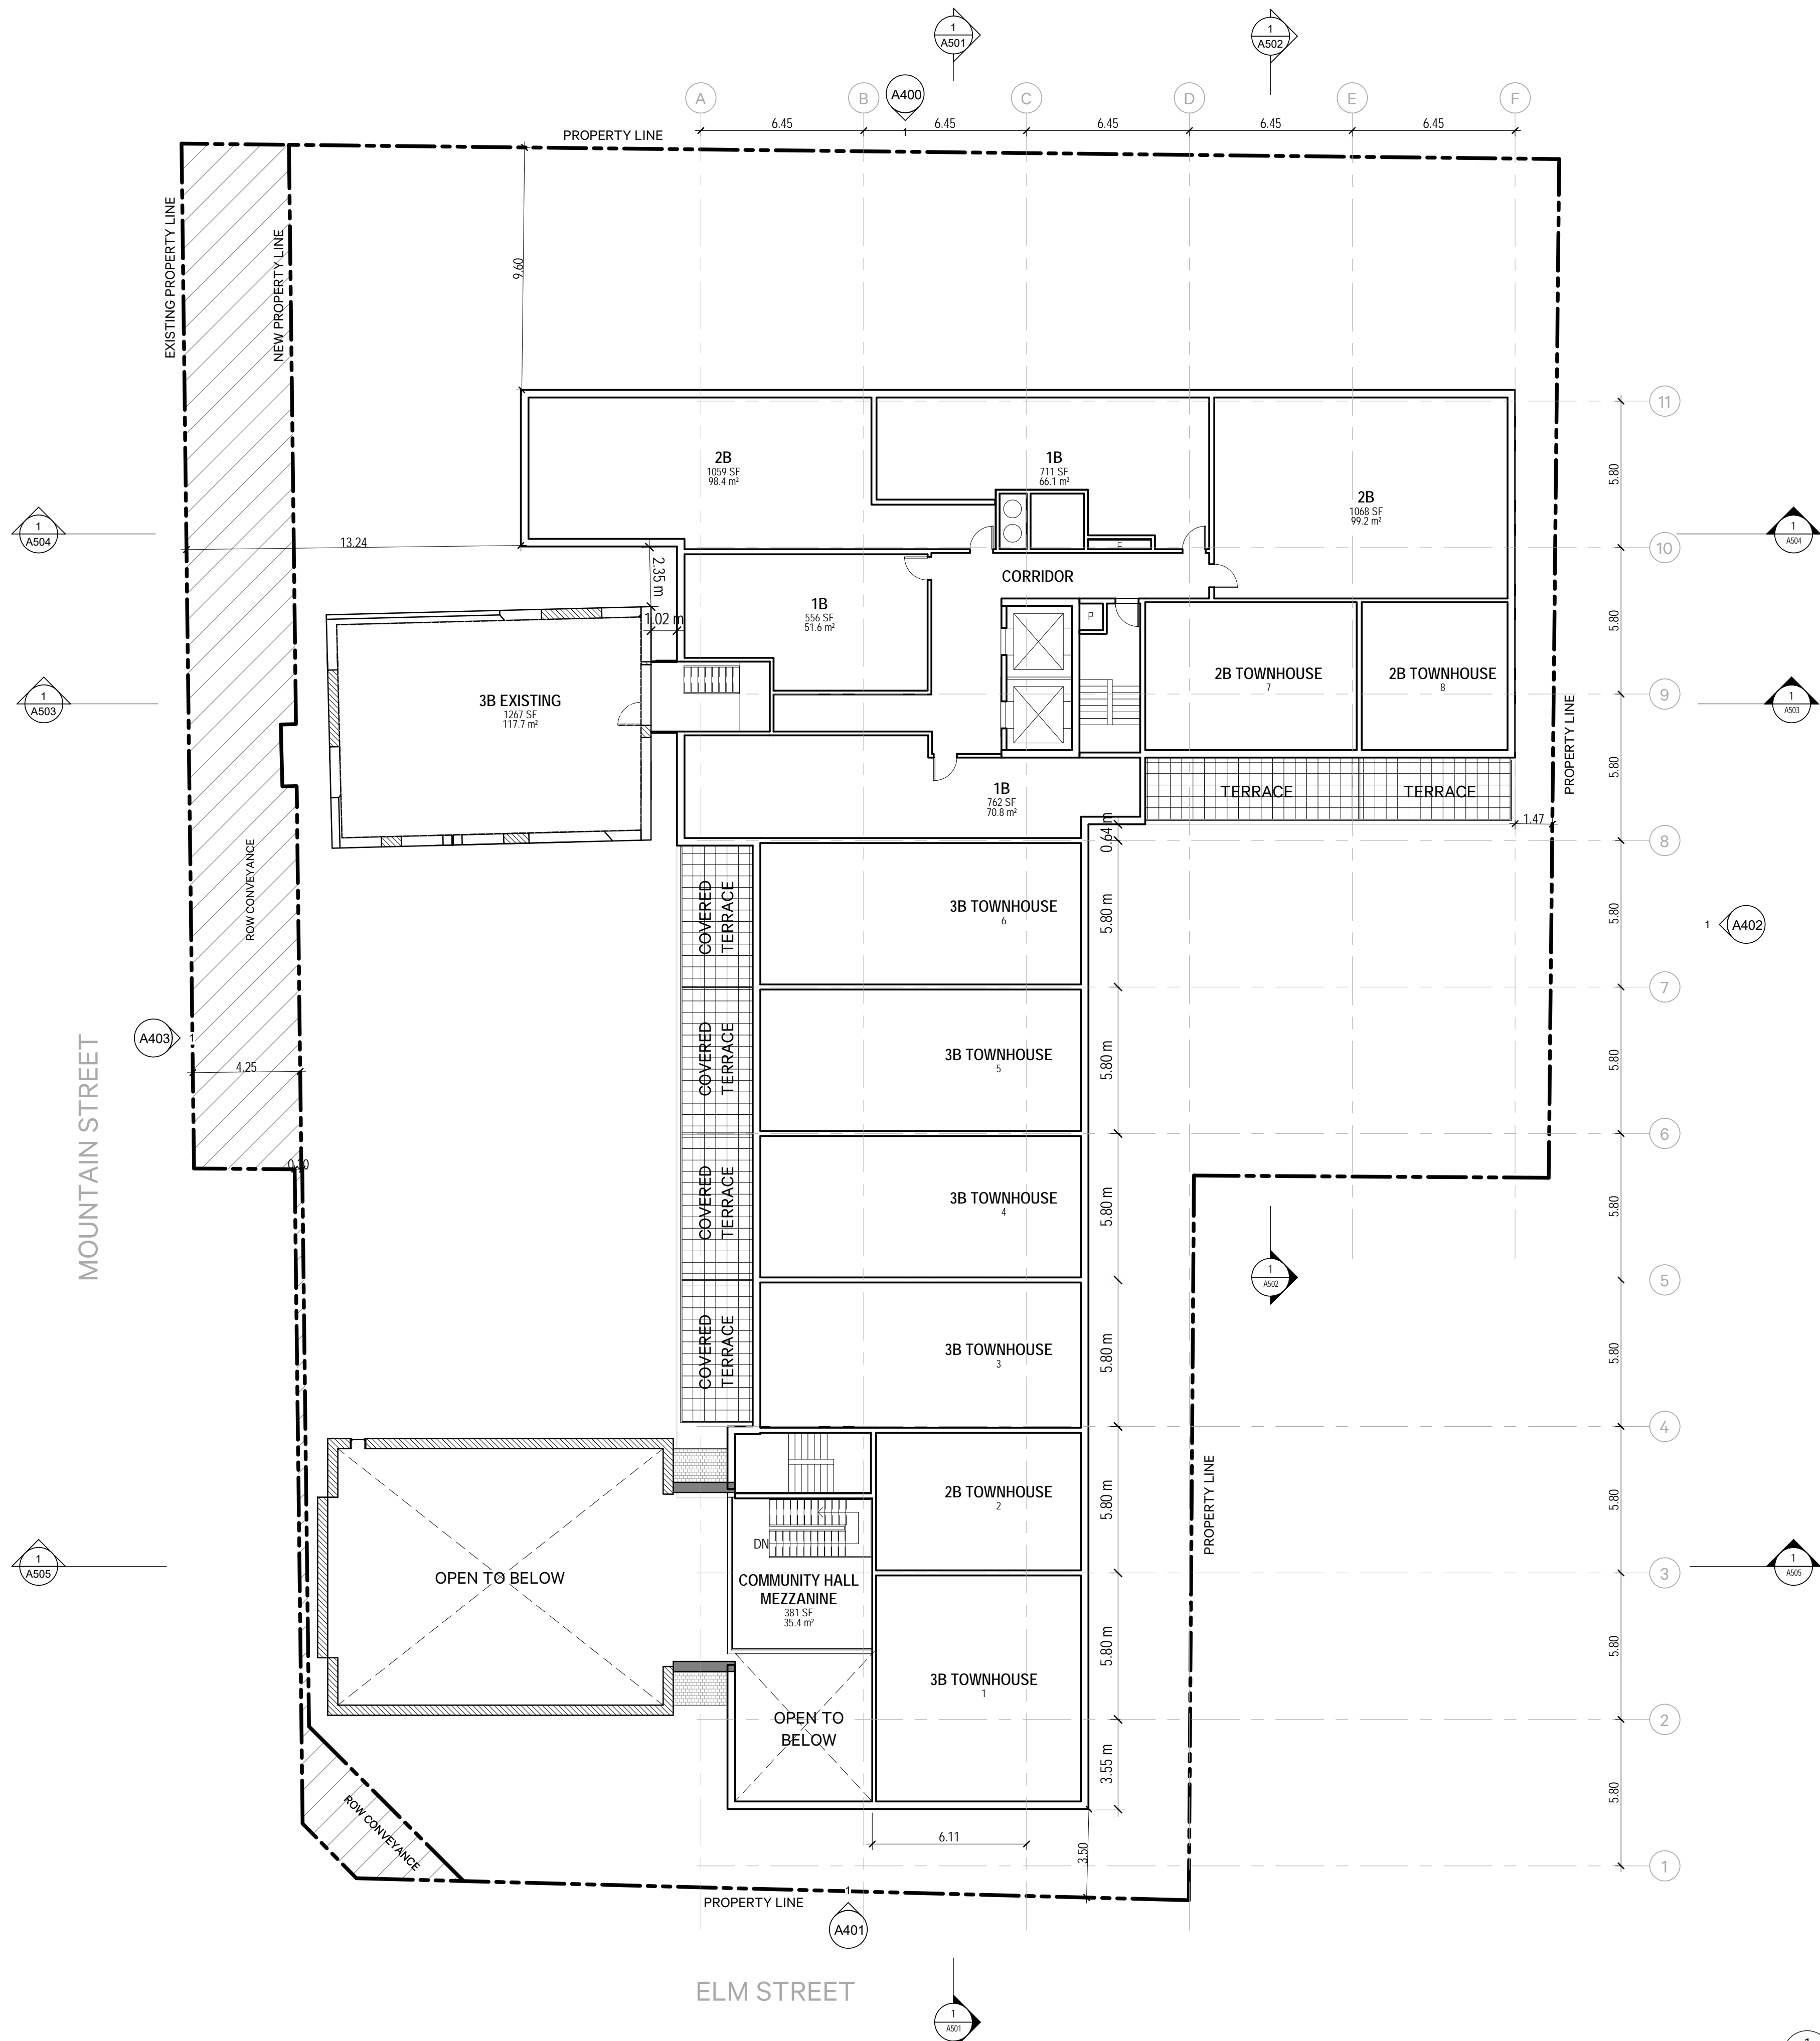 1
A501
1
A502
A
B
A400
1
C
D
E
F
6.45
6.45
6.45
6.45
6.45
PROPERTY LINE
EXISTING PROPERTY LINE
NEW PROPERTY LINE
9.60
11
5.80
2B
1059 SF
98.4 m²
1B
711 SF
66.1 m²
2B
1068 SF
99.2 m²
1
A504
13.24
2.35 m
E
10
1
A504
CORRIDOR
1B
556 SF
51.6 m²
1.02 m
P
5.80
1
A503
3B EXISTING
1267 SF
117.7 m²
2B TOWNHOUSE
7
2B TOWNHOUSE
8
9
1
A503
PROPERTY LINE
5.80
1B
762 SF
70.8 m²
TERRACE
TERRACE
1.47
0.64 m
8
ROW CONVEYANCE
COVERED
TERRACE
3B TOWNHOUSE
6
5.80 m
5.80
1
A402
7
A403
1
4.25
MOUNTAIN STREET
COVERED
TERRACE
3B TOWNHOUSE
5
5.80 m
5.80
6
0.30
COVERED
TERRACE
3B TOWNHOUSE
4
5.80 m
5.80
1
A502
5
COVERED
TERRACE
3B TOWNHOUSE
3
5.80 m
5.80
4
2B TOWNHOUSE
2
5.80 m
PROPERTY LINE
5.80
DN
1
A505
OPEN TO BELOW
COMMUNITY HALL
MEZZANINE
381 SF
35.4 m²
3
1
A505
3B TOWNHOUSE
1
5.80 m
5.80
OPEN TO
BELOW
2
3.55 m
5.80
ROW CONVEYANCE
6.11
3.50
1
PROPERTY LINE
1
A401
ELM STREET
1
A501